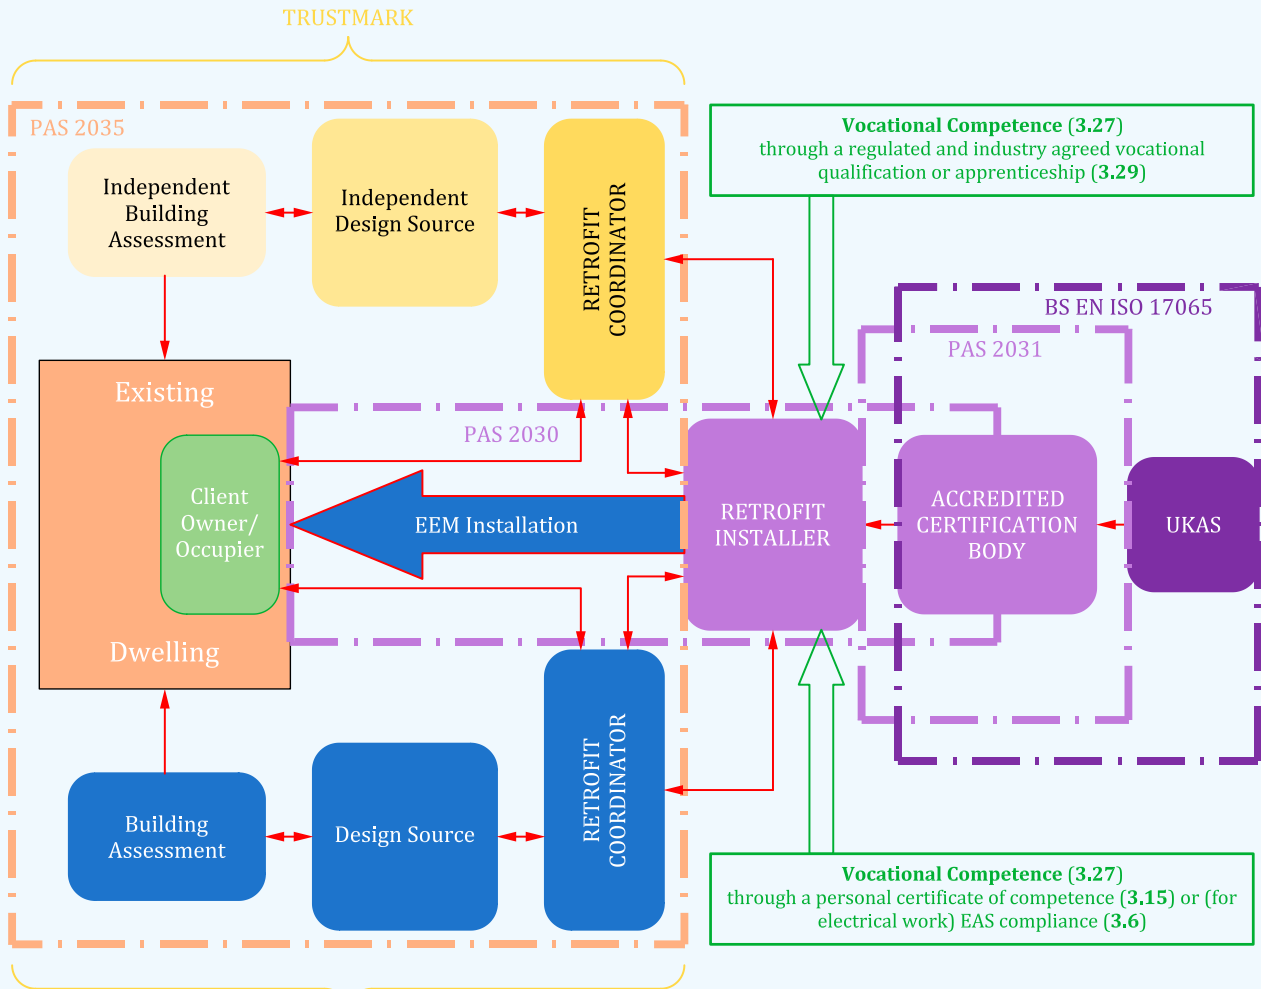 TRUSTMARK
PAS 2035
Independent
Building
Assessment
Independent
Design Source
RETROFIT
COORDINATOR
Vocational Competence (3.27)
through a regulated and industry agreed vocational
qualification or apprenticeship (3.29)
BS EN ISO 17065
PAS 2031
Existing
PAS 2030
Client
Owner/
Occupier
EEM Installation
RETROFIT
INSTALLER
ACCREDITED
CERTIFICATION
BODY
UKAS
Dwelling
Building
Assessment
Design Source
RETROFIT
COORDINATOR
Vocational Competence (3.27)
through a personal certificate of competence (3.15) or (for
electrical work) EAS compliance (3.6)